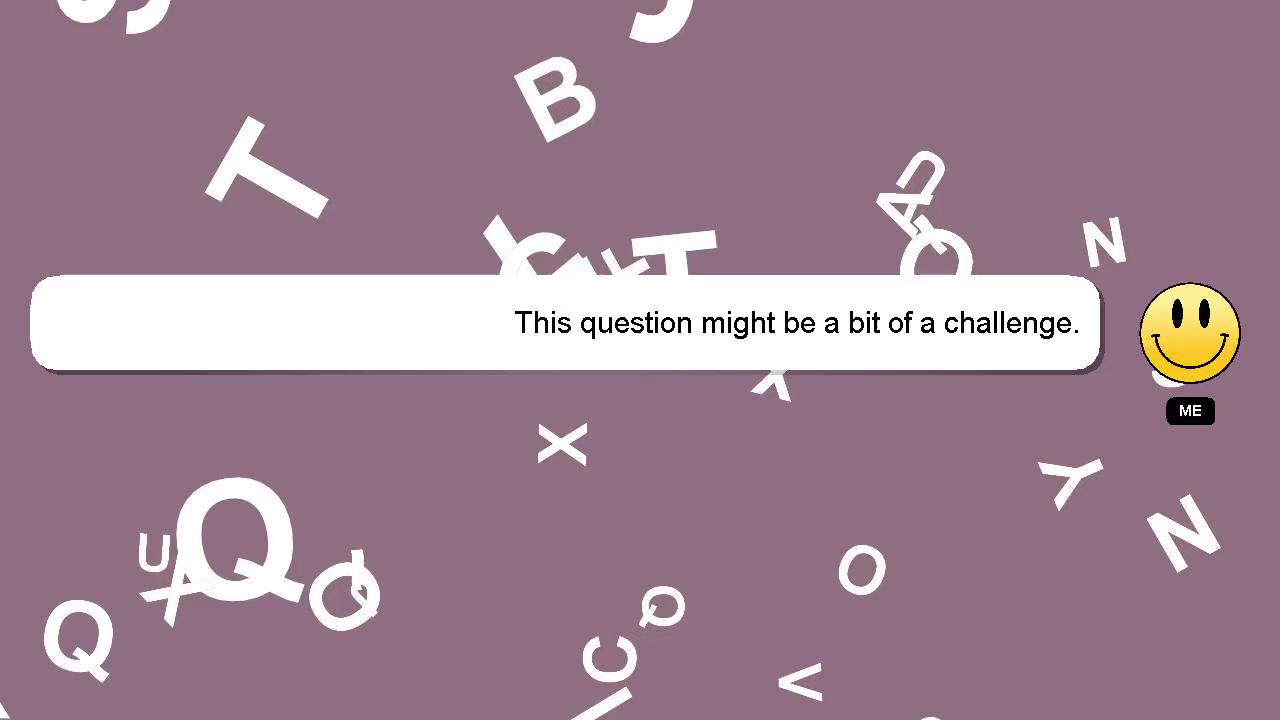 This question might be a bit of a challenge.
ME
T
B
U
A
Q
N
T
X
X
Y
N
Q
U
Q
Q
O
Q
C
V